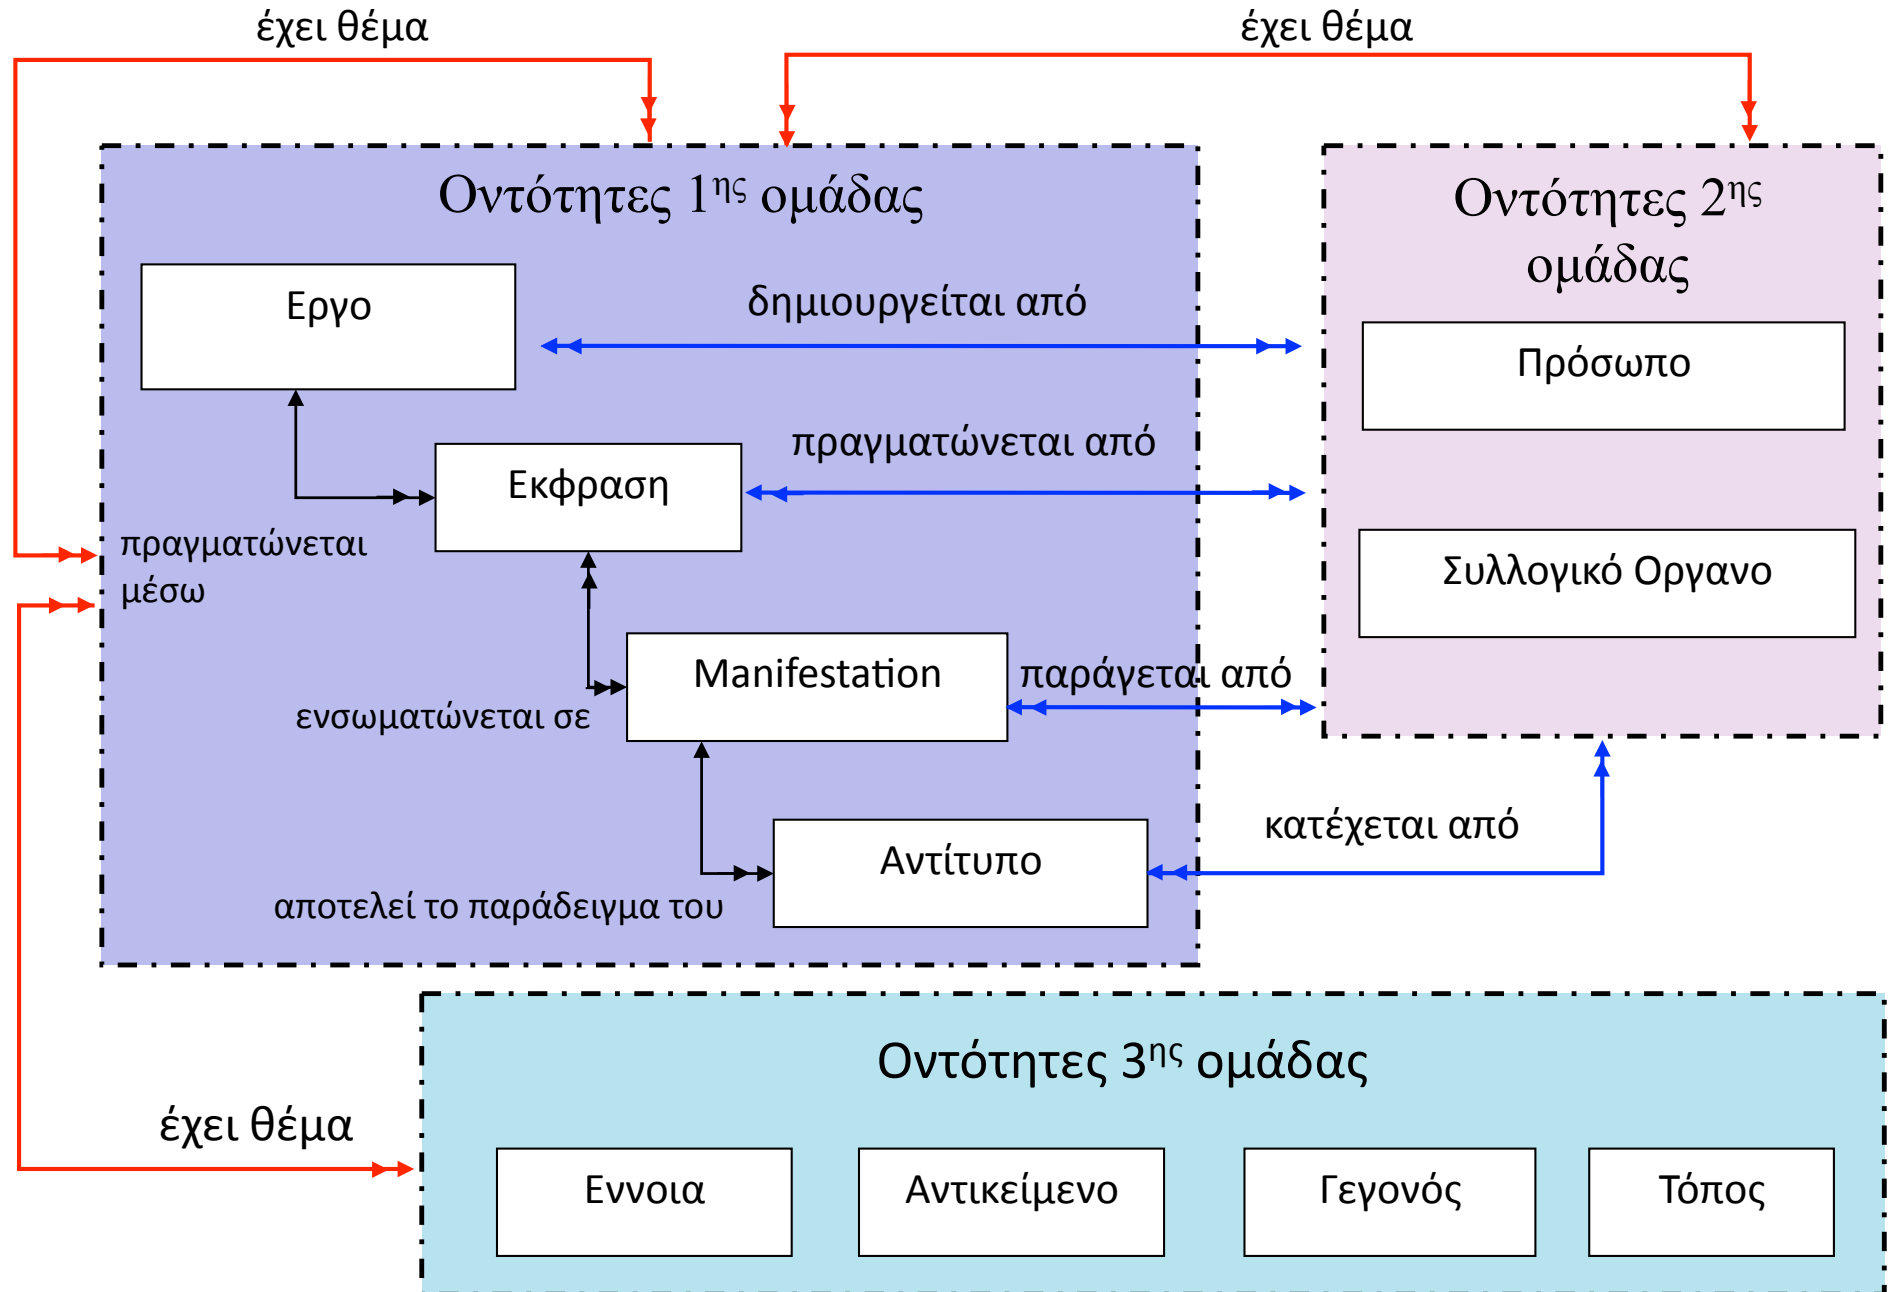 έχει θέμα
έχει θέμα
Οντότητες 1ης ομάδας
Οντότητες 2ης
ομάδας
Εργο
δημιουργείται από
Πρόσωπο
πραγματώνεται από
Εκφραση
πραγματώνεται
μέσω
Συλλογικό Οργανο
Manifestation
παράγεται από
ενσωματώνεται σε
κατέχεται από
Αντίτυπο
αποτελεί το παράδειγμα του
Οντότητες 3ης ομάδας
έχει θέμα
Εννοια
Αντικείμενο
Γεγονός
Τόπος